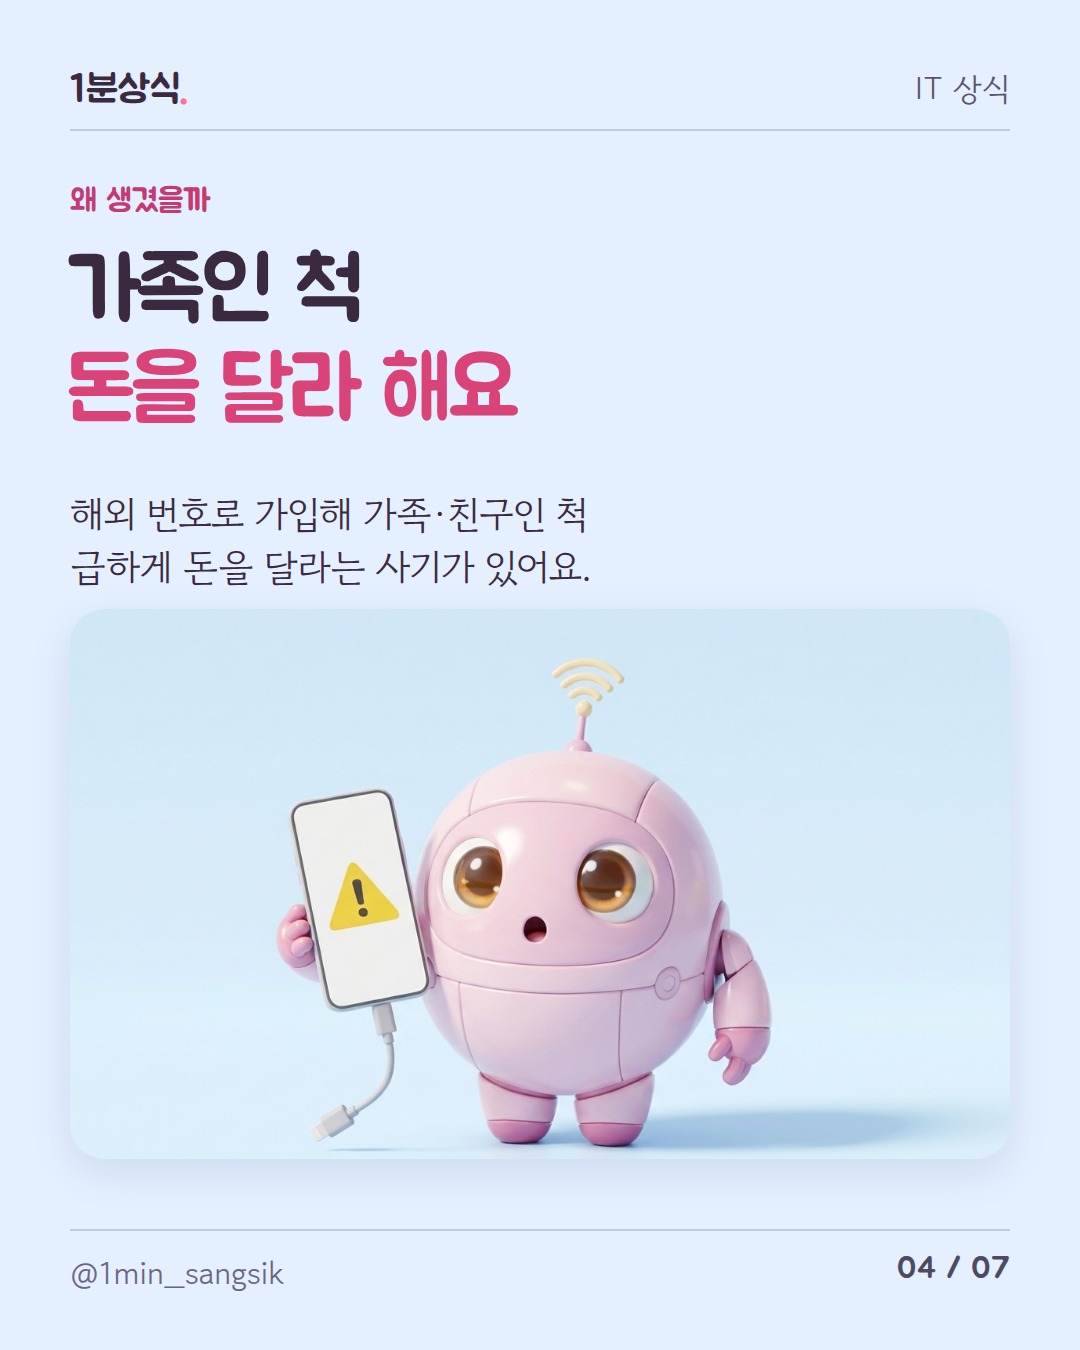 1분상식.
IT 상식
왜 생겼을까
가족인 척
돈을 달라 해요
해외 번호로 가입해 가족·친구인 척
급하게 돈을 달라는 사기가 있어요.
!
@1min_sangsik
04 / 07